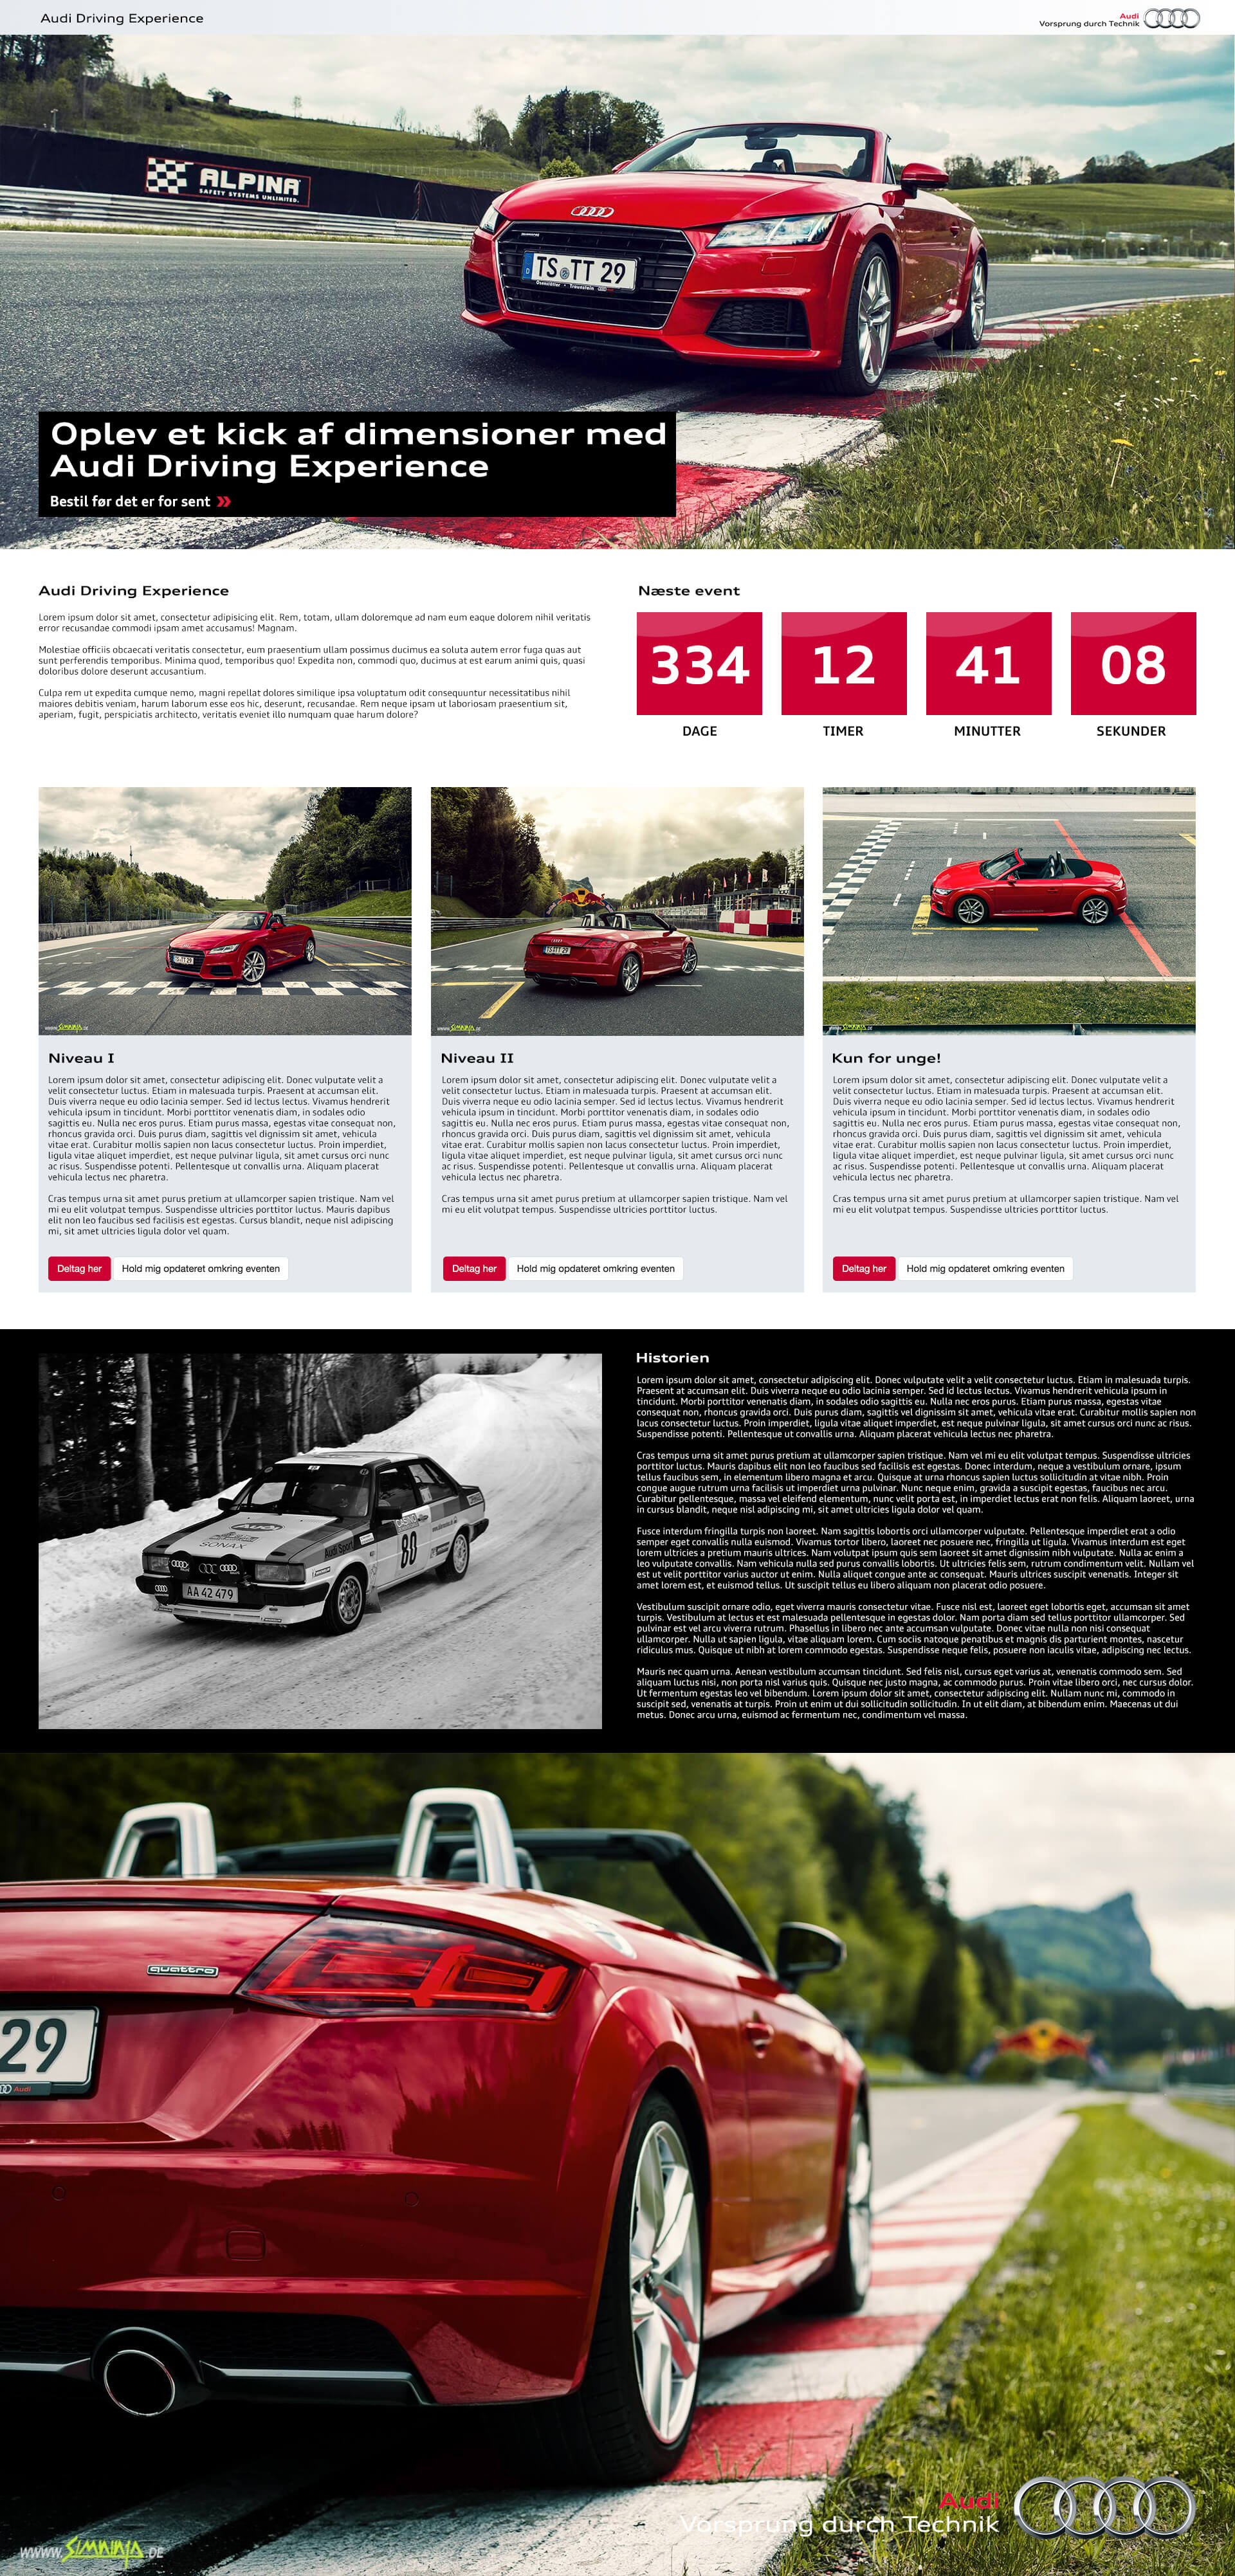 Audi Driving Experience
Audi
Vorsprung durch Technik
ALPINA
SAFETY SYSTEMS UNLIMITED.
D TS TT 29
Oplev et kick af dimensioner med
Audi Driving Experience
Bestil før det er for sent »
Audi Driving Experience
Lorem ipsum dolor sit amet, consectetur adipisicing elit. Rem, totam, ullam doloremque ad nam eum eaque dolorem nihil veritatis
error recusandae commodi ipsam amet accusamus! Magnam.
Molestiae officiis obcaecati veritatis consectetur, eum praesentium ullam possimus ducimus ea soluta autem error fuga quas aut
sunt perferendis temporibus. Minima quod, temporibus quo! Expedita non, commodi quo, ducimus at est earum animi quis, quasi
doloribus dolore deserunt accusantium.
Culpa rem ut expedita cumque nemo, magni repellat dolores similique ipsa voluptatum odit consequuntur necessitatibus nihil
maiores debitis veniam, harum laborum esse eos hic, deserunt, recusandae. Rem neque ipsam ut laboriosam praesentium sit,
aperiam, fugit, perspiciatis architecto, veritatis eveniet illo numquam quae harum dolore?
Næste event
334 12 41 08
DAGE TIMER MINUTTER SEKUNDER
TS TT 29
www.SIMNINJA.DE
Niveau I
Lorem ipsum dolor sit amet, consectetur adipiscing elit. Donec vulputate velit a
velit consectetur luctus. Etiam in malesuada turpis. Praesent at accumsan elit.
Duis viverra neque eu odio lacinia semper. Sed id lectus lectus. Vivamus hendrerit
vehicula ipsum in tincidunt. Morbi porttitor venenatis diam, in sodales odio
sagittis eu. Nulla nec eros purus. Etiam purus massa, egestas vitae consequat non,
rhoncus gravida orci. Duis purus diam, sagittis vel dignissim sit amet, vehicula
vitae erat. Curabitur mollis sapien non lacus consectetur luctus. Proin imperdiet,
ligula vitae aliquet imperdiet, est neque pulvinar ligula, sit amet cursus orci nunc
ac risus. Suspendisse potenti. Pellentesque ut convallis urna. Aliquam placerat
vehicula lectus nec pharetra.
Cras tempus urna sit amet purus pretium at ullamcorper sapien tristique. Nam vel
mi eu elit volutpat tempus. Suspendisse ultricies porttitor luctus. Mauris dapibus
elit non leo faucibus sed facilisis est egestas. Cursus blandit, neque nisl adipiscing
mi, sit amet ultricies ligula dolor vel quam.
Deltag her Hold mig opdateret omkring eventen
TS TT 29
www.SIMNINJA.DE
Niveau II
Lorem ipsum dolor sit amet, consectetur adipiscing elit. Donec vulputate velit a
velit consectetur luctus. Etiam in malesuada turpis. Praesent at accumsan elit.
Duis viverra neque eu odio lacinia semper. Sed id lectus lectus. Vivamus hendrerit
vehicula ipsum in tincidunt. Morbi porttitor venenatis diam, in sodales odio
sagittis eu. Nulla nec eros purus. Etiam purus massa, egestas vitae consequat non,
rhoncus gravida orci. Duis purus diam, sagittis vel dignissim sit amet, vehicula
vitae erat. Curabitur mollis sapien non lacus consectetur luctus. Proin imperdiet,
ligula vitae aliquet imperdiet, est neque pulvinar ligula, sit amet cursus orci nunc
ac risus. Suspendisse potenti. Pellentesque ut convallis urna. Aliquam placerat
vehicula lectus nec pharetra.
Cras tempus urna sit amet purus pretium at ullamcorper sapien tristique. Nam vel
mi eu elit volutpat tempus. Suspendisse ultricies porttitor luctus.
Deltag her Hold mig opdateret omkring eventen
www.SIMNINJA.DE
Kun for unge!
Lorem ipsum dolor sit amet, consectetur adipiscing elit. Donec vulputate velit a
velit consectetur luctus. Etiam in malesuada turpis. Praesent at accumsan elit.
Duis viverra neque eu odio lacinia semper. Sed id lectus lectus. Vivamus hendrerit
vehicula ipsum in tincidunt. Morbi porttitor venenatis diam, in sodales odio
sagittis eu. Nulla nec eros purus. Etiam purus massa, egestas vitae consequat non,
rhoncus gravida orci. Duis purus diam, sagittis vel dignissim sit amet, vehicula
vitae erat. Curabitur mollis sapien non lacus consectetur luctus. Proin imperdiet,
ligula vitae aliquet imperdiet, est neque pulvinar ligula, sit amet cursus orci nunc
ac risus. Suspendisse potenti. Pellentesque ut convallis urna. Aliquam placerat
vehicula lectus nec pharetra.
Cras tempus urna sit amet purus pretium at ullamcorper sapien tristique. Nam vel
mi eu elit volutpat tempus. Suspendisse ultricies porttitor luctus.
Deltag her Hold mig opdateret omkring eventen
Audi
SONAX
Audi Sport
CASTROL
80
AA 42 479
Historien
Lorem ipsum dolor sit amet, consectetur adipiscing elit. Donec vulputate velit a velit consectetur luctus. Etiam in malesuada turpis.
Praesent at accumsan elit. Duis viverra neque eu odio lacinia semper. Sed id lectus lectus. Vivamus hendrerit vehicula ipsum in
tincidunt. Morbi porttitor venenatis diam, in sodales odio sagittis eu. Nulla nec eros purus. Etiam purus massa, egestas vitae
consequat non, rhoncus gravida orci. Duis purus diam, sagittis vel dignissim sit amet, vehicula vitae erat. Curabitur mollis sapien non
lacus consectetur luctus. Proin imperdiet, ligula vitae aliquet imperdiet, est neque pulvinar ligula, sit amet cursus orci nunc ac risus.
Suspendisse potenti. Pellentesque ut convallis urna. Aliquam placerat vehicula lectus nec pharetra.
Cras tempus urna sit amet purus pretium at ullamcorper sapien tristique. Nam vel mi eu elit volutpat tempus. Suspendisse ultricies
porttitor luctus. Mauris dapibus elit non leo faucibus sed facilisis est egestas. Donec interdum, neque a vestibulum ornare, ipsum
tellus faucibus sem, in elementum libero magna et arcu. Quisque at urna rhoncus sapien luctus sollicitudin at vitae nibh. Proin
congue augue rutrum urna facilisis ut imperdiet urna pulvinar. Nunc neque enim, gravida a suscipit egestas, faucibus nec arcu.
Curabitur pellentesque, massa vel eleifend elementum, nunc velit porta est, in imperdiet lectus erat non felis. Aliquam laoreet, urna
in cursus blandit, neque nisl adipiscing mi, sit amet ultricies ligula dolor vel quam.
Fusce interdum fringilla turpis non laoreet. Nam sagittis lobortis orci ullamcorper vulputate. Pellentesque imperdiet erat a odio
semper eget convallis nulla euismod. Vivamus tortor libero, laoreet nec posuere nec, fringilla ut ligula. Vivamus interdum est eget
lorem ultricies a pretium mauris ultrices. Nam volutpat ipsum quis sem laoreet sit amet dignissim nibh vulputate. Nulla ac enim a
leo vulputate convallis. Nam vehicula nulla sed purus convallis lobortis. Ut ultricies felis sem, rutrum condimentum velit. Nullam vel
est ut velit porttitor varius auctor ut enim. Nulla aliquet congue ante ac consequat. Mauris ultrices suscipit venenatis. Integer sit
amet lorem est, et euismod tellus. Ut suscipit tellus eu libero aliquam non placerat odio posuere.
Vestibulum suscipit ornare odio, eget viverra mauris consectetur vitae. Fusce nisl est, laoreet eget lobortis eget, accumsan sit amet
turpis. Vestibulum at lectus et est malesuada pellentesque in egestas dolor. Nam porta diam sed tellus porttitor ullamcorper. Sed
pulvinar est vel arcu viverra rutrum. Phasellus in libero nec ante accumsan vulputate. Donec vitae nulla non nisi consequat
ullamcorper. Nulla ut sapien ligula, vitae aliquam lorem. Cum sociis natoque penatibus et magnis dis parturient montes, nascetur
ridiculus mus. Quisque ut nibh at lorem commodo egestas. Suspendisse neque felis, posuere non iaculis vitae, adipiscing nec lectus.
Mauris nec quam urna. Aenean vestibulum accumsan tincidunt. Sed felis nisl, cursus eget varius at, venenatis commodo sem. Sed
aliquam luctus nisi, non porta nisl varius quis. Quisque nec justo magna, ac commodo purus. Proin vitae libero orci, nec cursus dolor.
Ut fermentum egestas leo vel bibendum. Lorem ipsum dolor sit amet, consectetur adipiscing elit. Nullam nunc mi, commodo in
suscipit sed, venenatis at turpis. Proin ut enim ut dui sollicitudin sollicitudin. In ut elit diam, at bibendum enim. Maecenas ut dui
metus. Donec arcu urna, euismod ac fermentum nec, condimentum vel massa.
quattro
29
Audi
Audi
Vorsprung durch Technik
WWW.SIMNINJA.DE